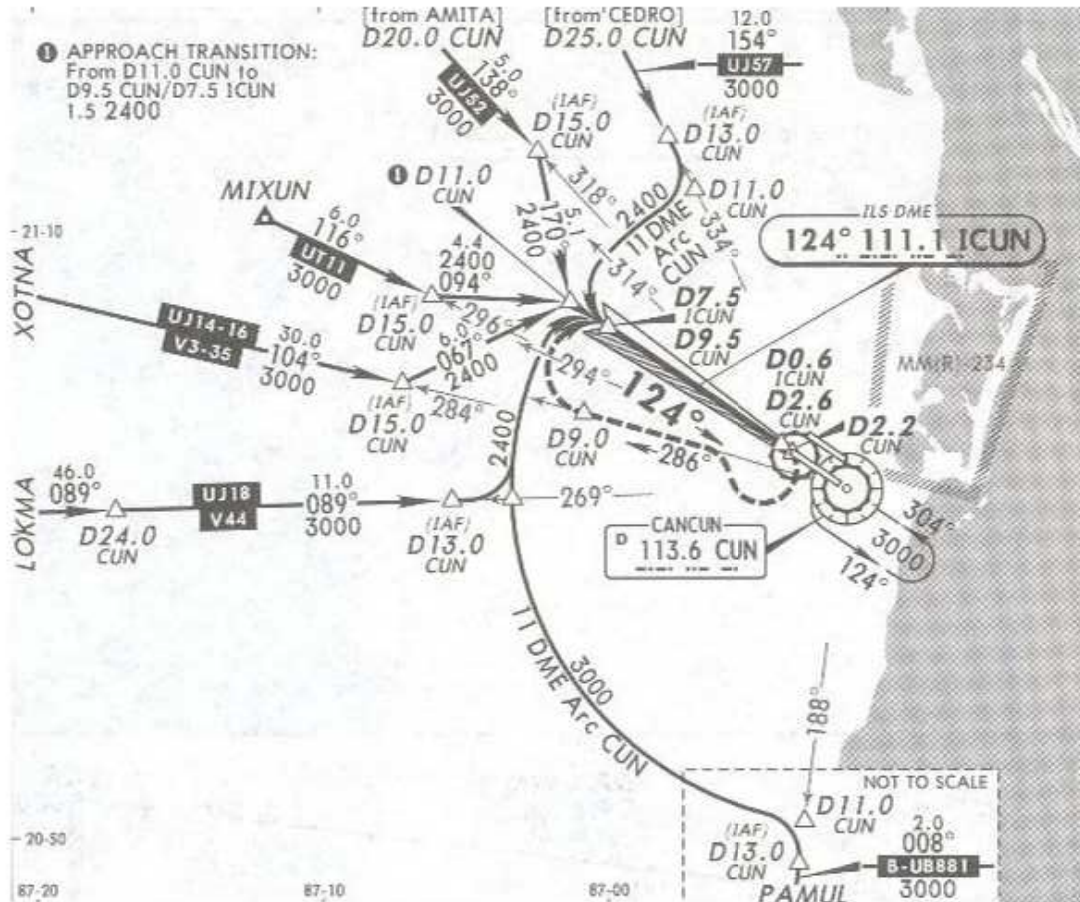 [from AMITA]
D20.0 CUN
[from CEDRO]
D25.0 CUN
12.0
154°
UJ57
3000
1 APPROACH TRANSITION:
From D11.0 CUN to
D9.5 CUN/D7.5 ICUN
1.5 2400
5.0
138°
UJ52
3000
(IAF)
D15.0
CUN
(IAF)
D13.0
CUN
1 D11.0
CUN
318°
D11.0
CUN
334°
MIXUN
6.0
116°
UT11
3000
5.1
170°
2400
2400
11 DME
Arc
CUN
314°
ILS DME
124° 111.1 ICUN
21-10
XOTNA
4.4
2400
094°
(IAF)
D15.0
CUN
296°
D7.5
ICUN
D9.5
CUN
UJ14-16
V3-35
30.0
104°
3000
6.0
067°
2400
294°
124°
D0.6
ICUN
D2.6
CUN
MM(R)-234
(IAF)
D15.0
CUN
284°
D9.0
CUN
286°
D2.2
CUN
2400
LOKMA
46.0
089°
UJ18
V44
11.0
089°
3000
269°
D24.0
CUN
(IAF)
D13.0
CUN
CANCUN
D 113.6 CUN
304°
3000
124°
11 DME Arc CUN
3000
188°
NOT TO SCALE
D11.0
CUN
(IAF)
D13.0
CUN
2.0
008°
B-UB881
3000
PAMUL
20-50
87-20
87-10
87-00